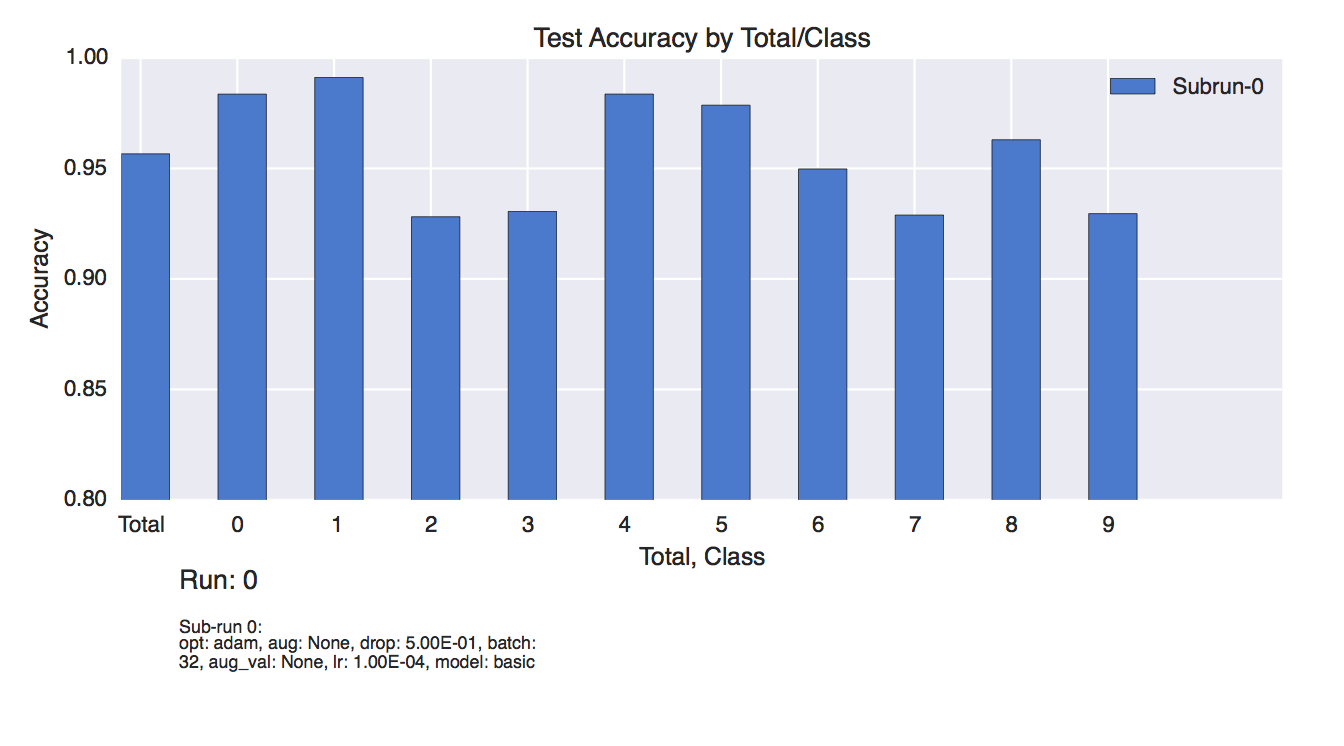 Test Accuracy by Total/Class
1.00
0.95
0.90
0.85
0.80
Accuracy
Subrun-0
Total 0 1 2 3 4 5 6 7 8 9
Total, Class
Run: 0
Sub-run 0:
opt: adam, aug: None, drop: 5.00E-01, batch:
32, aug_val: None, lr: 1.00E-04, model: basic